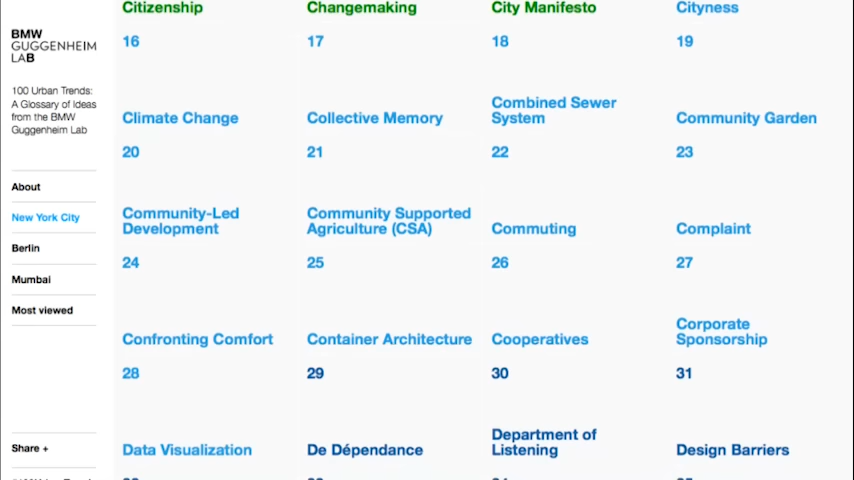 BMW
GUGGENHEIM
LAB
100 Urban Trends:
A Glossary of Ideas
from the BMW
Guggenheim Lab
About
New York City
Berlin
Mumbai
Most viewed
Share +
Citizenship
Changemaking
City Manifesto
Cityness
16
17
18
19
Climate Change
Collective Memory
Combined Sewer
System
Community Garden
20
21
22
23
Community-Led
Development
Community Supported
Agriculture (CSA)
Commuting
Complaint
24
25
26
27
Confronting Comfort
Container Architecture
Cooperatives
Corporate
Sponsorship
28
29
30
31
Data Visualization
De Dépendance
Department of
Listening
Design Barriers